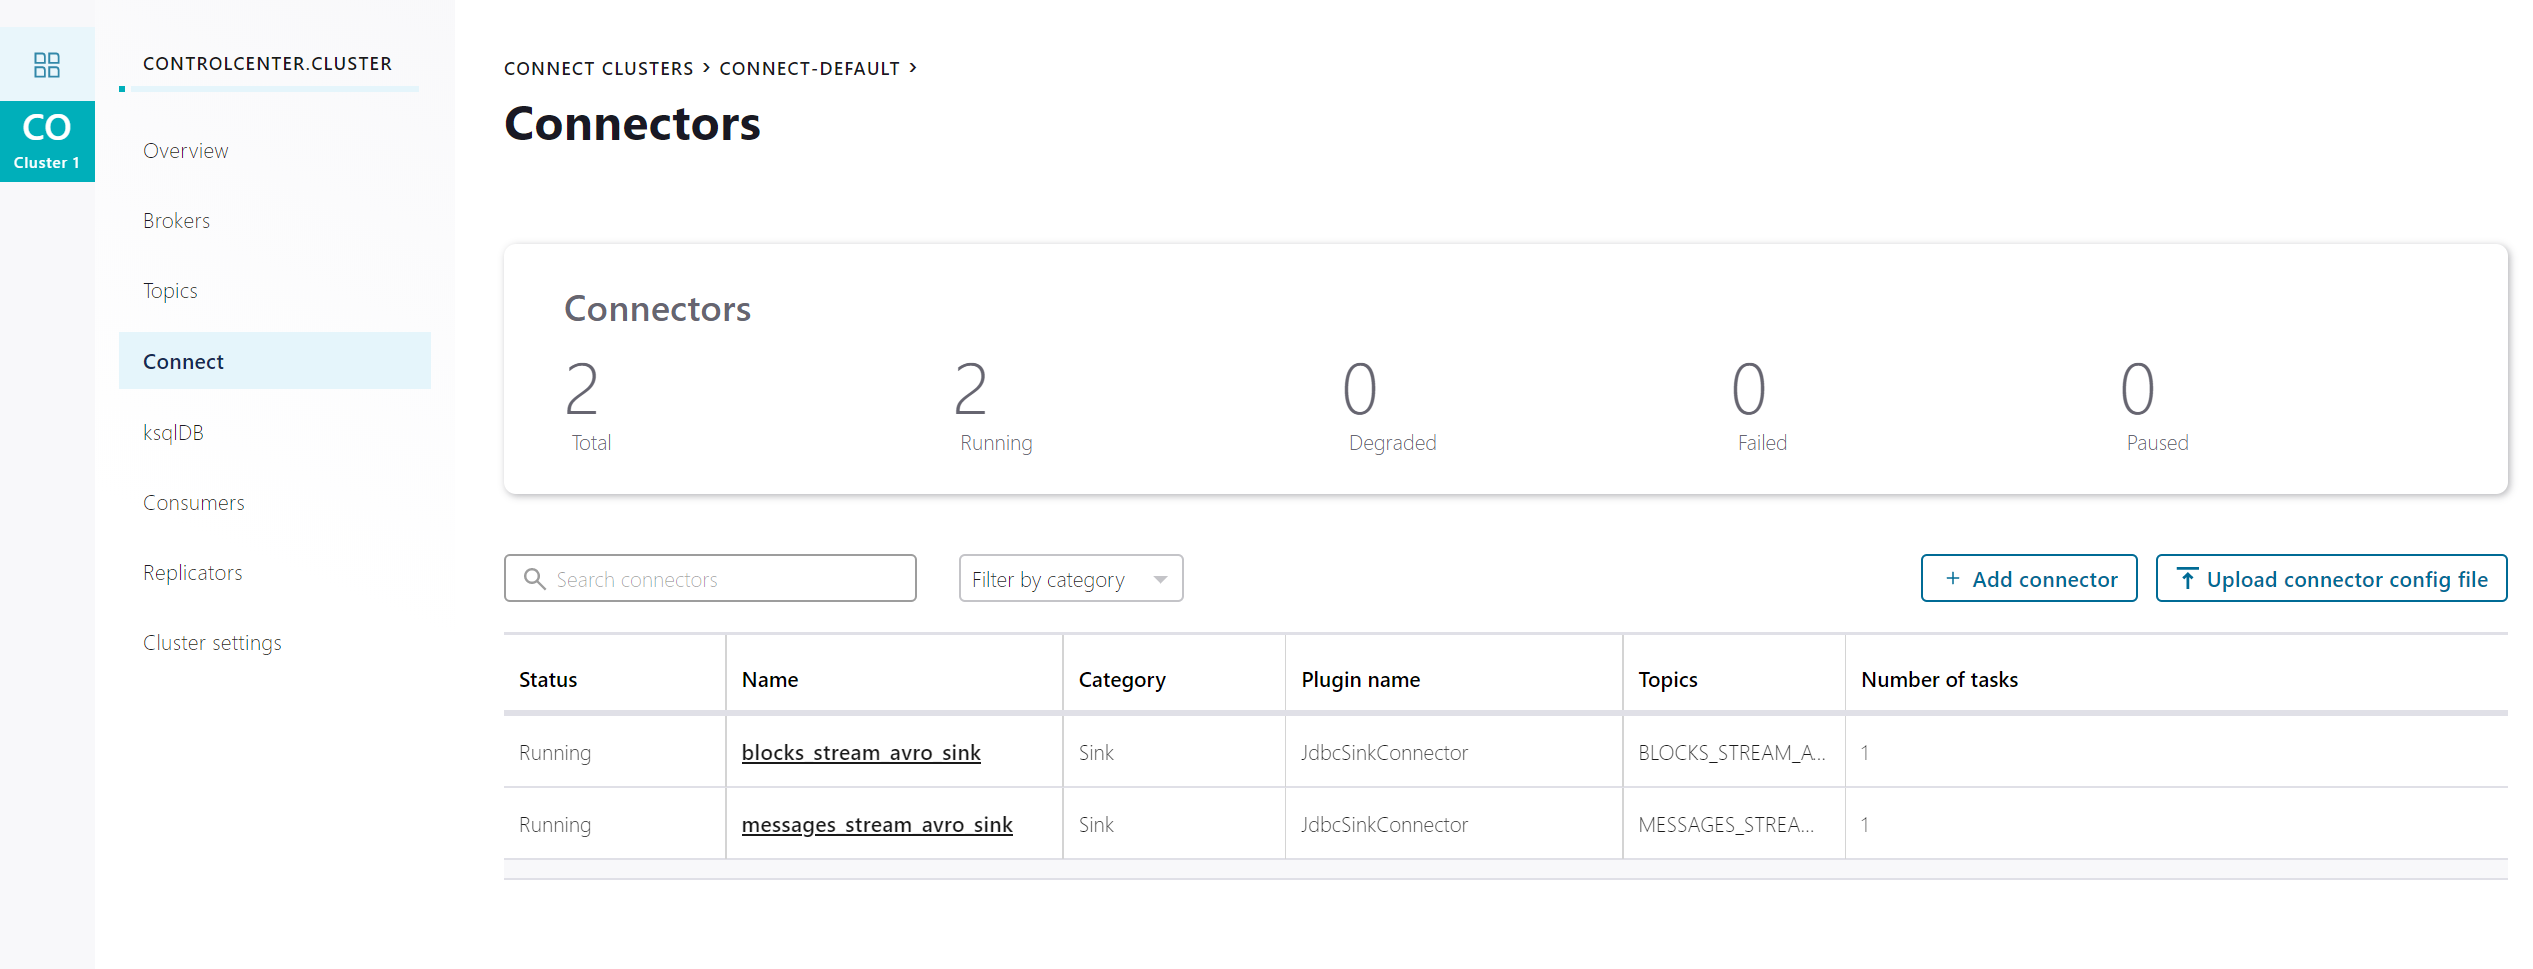 CO
Cluster 1
CONTROLCENTER.CLUSTER
Overview
Brokers
Topics
Connect
ksqlDB
Consumers
Replicators
Cluster settings
CONNECT CLUSTERS > CONNECT-DEFAULT >
Connectors
Connectors
2 2 0 0 0
Total Running Degraded Failed Paused
Search connectors Filter by category + Add connector Upload connector config file
Status Name Category Plugin name Topics Number of tasks
Running blocks_stream_avro_sink Sink JdbcSinkConnector BLOCKS_STREAM_A... 1
Running messages_stream_avro_sink Sink JdbcSinkConnector MESSAGES_STREA... 1